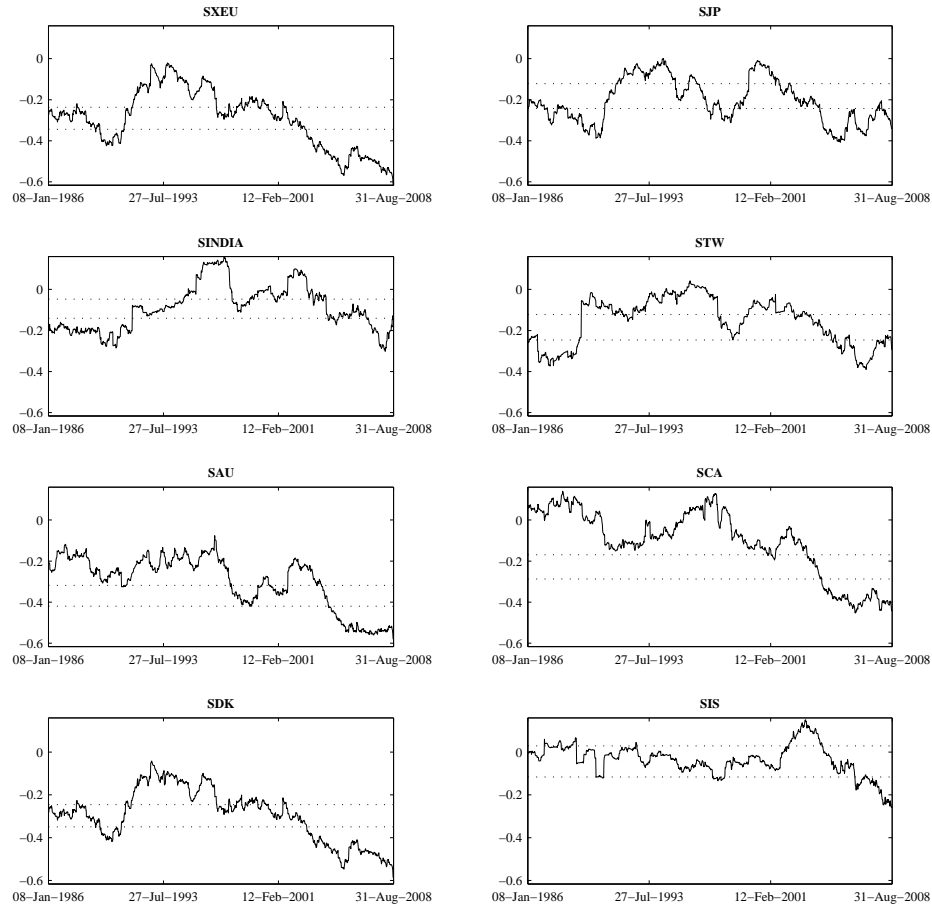 SXEU
0
−0.2
−0.4
−0.6
08−Jan−1986 27−Jul−1993 12−Feb−2001 31−Aug−2008
SJP
0
−0.2
−0.4
−0.6
08−Jan−1986 27−Jul−1993 12−Feb−2001 31−Aug−2008
SINDIA
0
−0.2
−0.4
−0.6
08−Jan−1986 27−Jul−1993 12−Feb−2001 31−Aug−2008
STW
0
−0.2
−0.4
−0.6
08−Jan−1986 27−Jul−1993 12−Feb−2001 31−Aug−2008
SAU
0
−0.2
−0.4
−0.6
08−Jan−1986 27−Jul−1993 12−Feb−2001 31−Aug−2008
SCA
0
−0.2
−0.4
−0.6
08−Jan−1986 27−Jul−1993 12−Feb−2001 31−Aug−2008
SDK
0
−0.2
−0.4
−0.6
08−Jan−1986 27−Jul−1993 12−Feb−2001 31−Aug−2008
SIS
0
−0.2
−0.4
−0.6
08−Jan−1986 27−Jul−1993 12−Feb−2001 31−Aug−2008